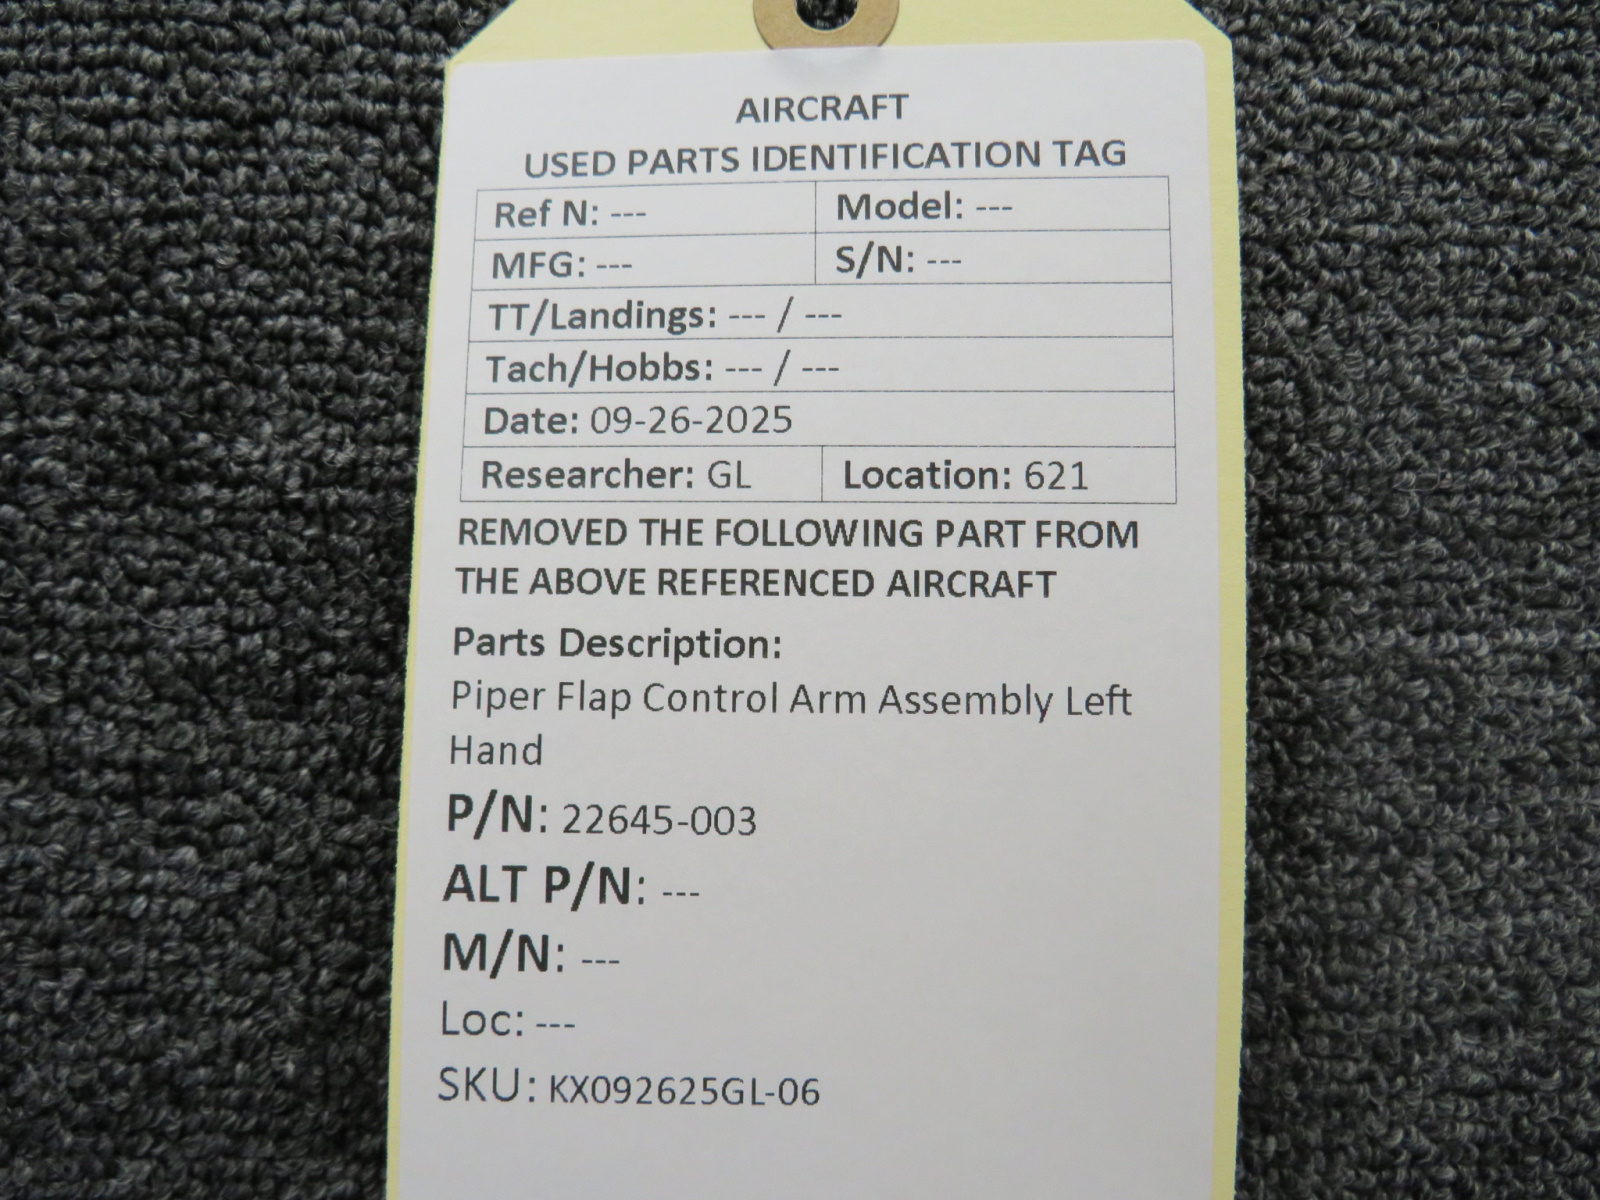 AIRCRAFT
USED PARTS IDENTIFICATION TAG
Ref N: --- Model: ---
MFG: --- S/N: ---
TT/Landings: --- / ---
Tach/Hobbs: --- / ---
Date: 09-26-2025
Researcher: GL Location: 621
REMOVED THE FOLLOWING PART FROM
THE ABOVE REFERENCED AIRCRAFT
Parts Description:
Piper Flap Control Arm Assembly Left
Hand
P/N: 22645-003
ALT P/N: ---
M/N: ---
Loc: ---
SKU: KX092625GL-06